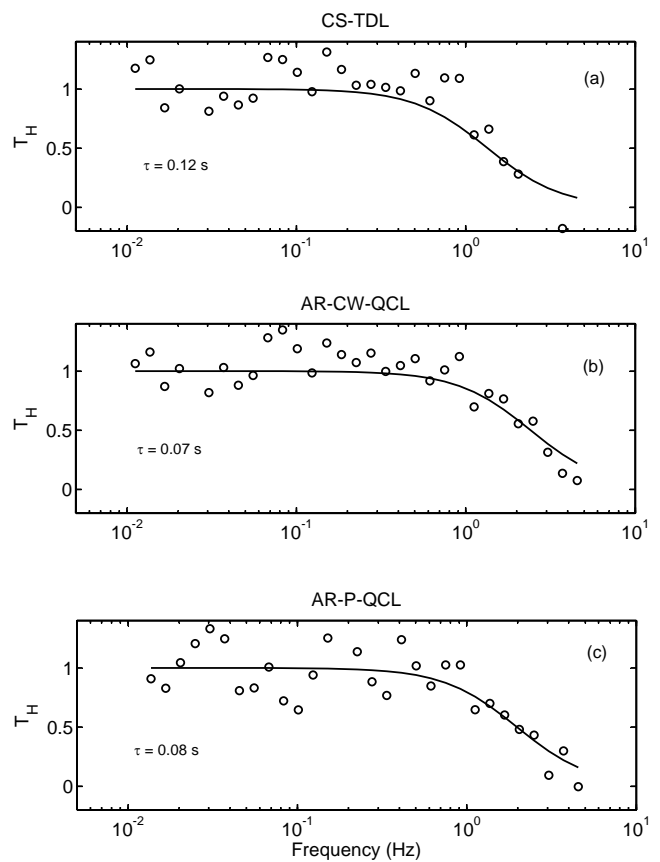 CS-TDL
1
0.5
0
T_H
(a)
τ = 0.12 s
10^-2
10^-1
10^0
10^1
AR-CW-QCL
1
0.5
0
T_H
(b)
τ = 0.07 s
10^-2
10^-1
10^0
10^1
AR-P-QCL
1
0.5
0
T_H
(c)
τ = 0.08 s
10^-2
10^-1
10^0
10^1
Frequency (Hz)